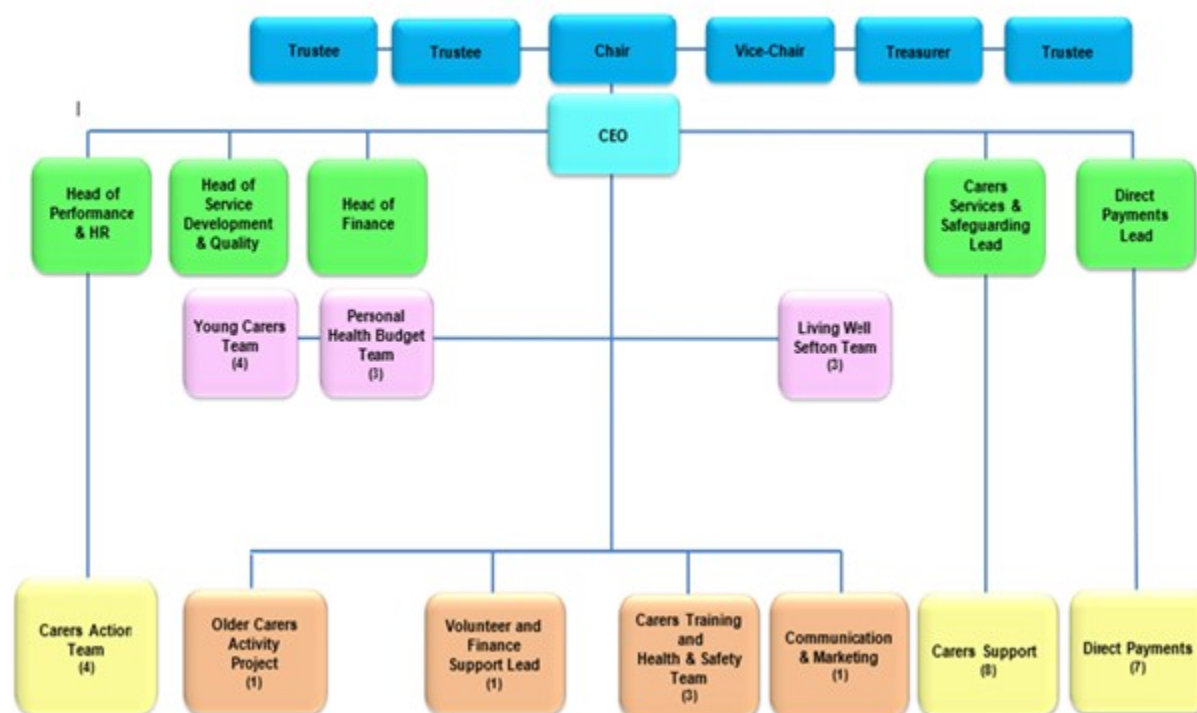 Trustee
Trustee
Chair
Vice-Chair
Treasurer
Trustee
CEO
Head of
Performance
& HR
Head of
Service
Development
& Quality
Head of
Finance
Carers
Services &
Safeguarding
Lead
Direct
Payments
Lead
Young Carers
Team
(4)
Personal
Health Budget
Team
(3)
Living Well
Sefton Team
(3)
Carers Action
Team
(4)
Older Carers
Activity
Project
(1)
Volunteer and
Finance
Support Lead
(1)
Carers Training
and
Health & Safety
Team
(3)
Communication
& Marketing
(1)
Carers Support
(8)
Direct Payments
(7)